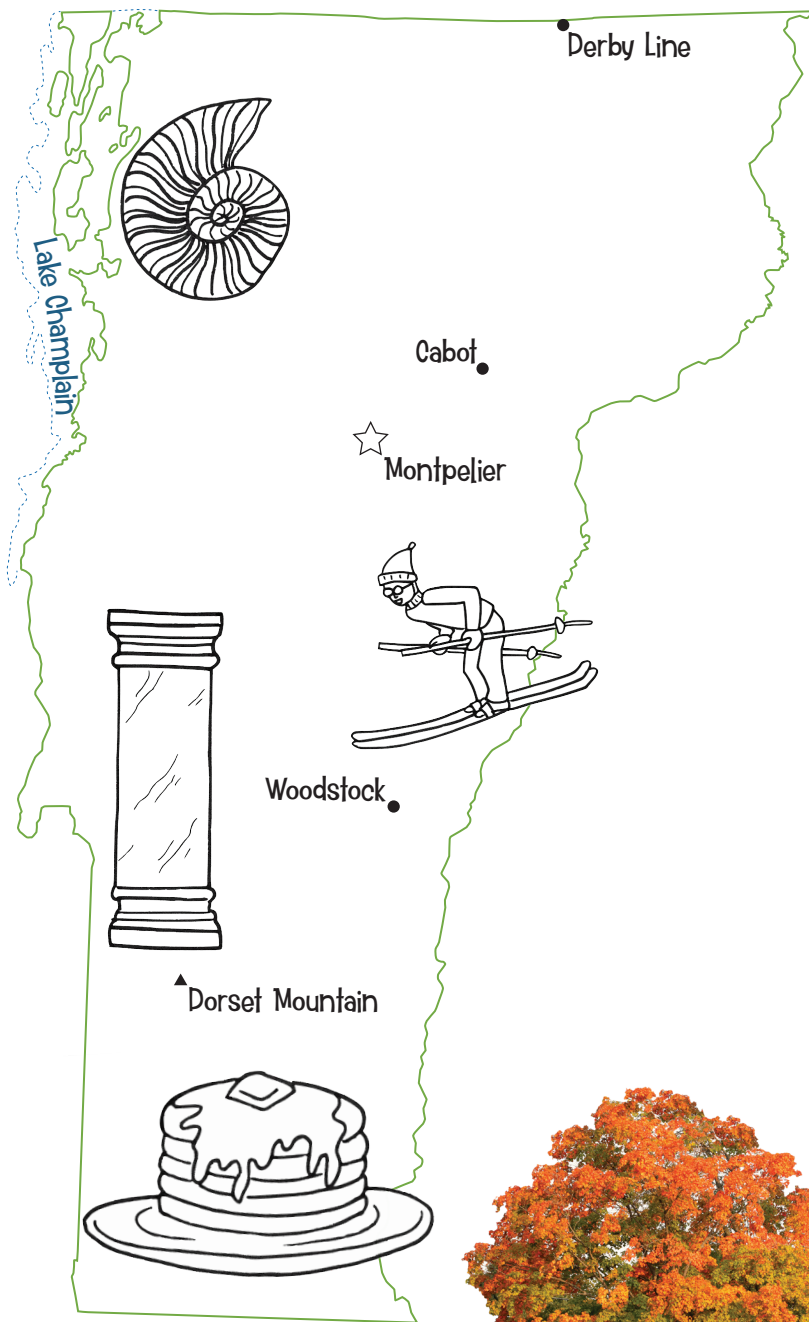 Derby Line
Lake Champlain
Cabot
Montpelier
Woodstock
Dorset Mountain